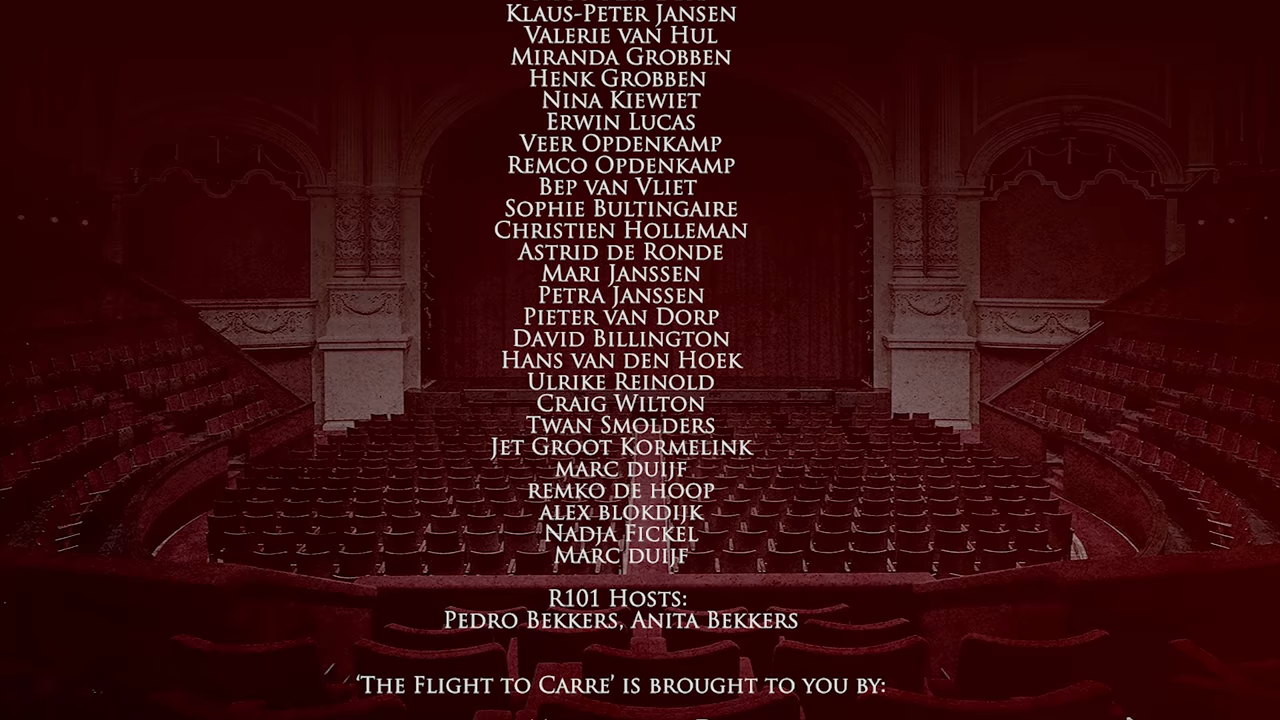 Klaus-Peter Jansen
Valerie van Hul
Miranda Grobben
Henk Grobben
Nina Kiewiet
Erwin Lucas
Veer Opdenkamp
Remco Opdenkamp
Bep van Vliet
Sophie Bultingaire
Christien Holleman
Astrid de Ronde
Mari Janssen
Petra Janssen
Pieter van Dorp
David Billington
Hans van den Hoek
Ulrike Reinold
Craig Wilton
Twan Smolders
Jet Groot Kormelink
marc duijf
remko de hoop
alex blokdijk
Nadja Fickel
Marc duijf
R101 Hosts:
Pedro Bekkers, Anita Bekkers
‘The Flight to Carre’ is brought to you by: